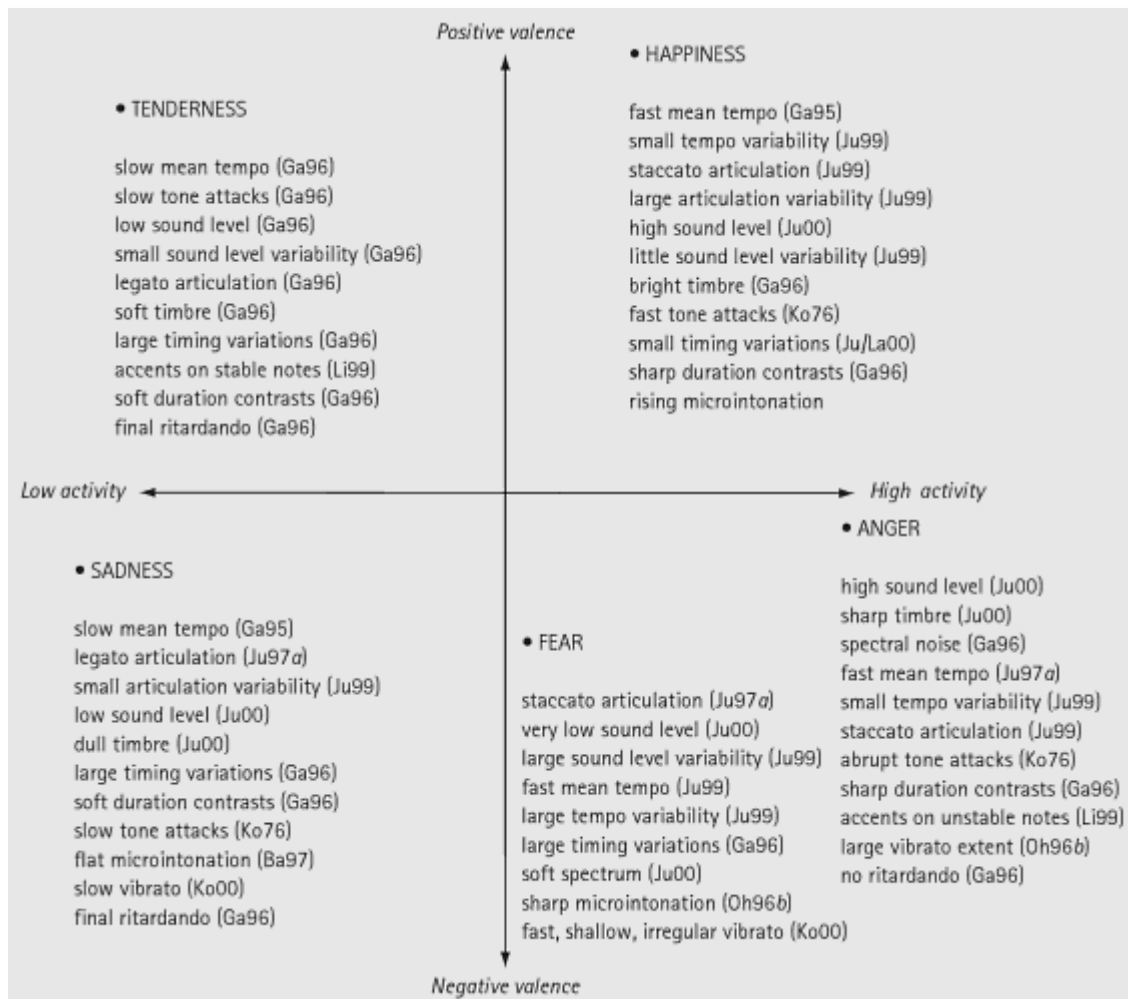 Positive valence
• HAPPINESS
fast mean tempo (Ga95)
small tempo variability (Ju99)
staccato articulation (Ju99)
large articulation variability (Ju99)
high sound level (Ju00)
little sound level variability (Ju99)
bright timbre (Ga96)
fast tone attacks (Ko76)
small timing variations (Ju/La00)
sharp duration contrasts (Ga96)
rising microintonation
• TENDERNESS
slow mean tempo (Ga96)
slow tone attacks (Ga96)
low sound level (Ga96)
small sound level variability (Ga96)
legato articulation (Ga96)
soft timbre (Ga96)
large timing variations (Ga96)
accents on stable notes (Li99)
soft duration contrasts (Ga96)
final ritardando (Ga96)
Low activity
High activity
• SADNESS
slow mean tempo (Ga95)
legato articulation (Ju97a)
small articulation variability (Ju99)
low sound level (Ju00)
dull timbre (Ju00)
large timing variations (Ga96)
soft duration contrasts (Ga96)
slow tone attacks (Ko76)
flat microintonation (Ba97)
slow vibrato (Ko00)
final ritardando (Ga96)
• FEAR
staccato articulation (Ju97a)
very low sound level (Ju00)
large sound level variability (Ju99)
fast mean tempo (Ju99)
large tempo variability (Ju99)
large timing variations (Ga96)
soft spectrum (Ju00)
sharp microintonation (Oh96b)
fast, shallow, irregular vibrato (Ko00)
• ANGER
high sound level (Ju00)
sharp timbre (Ju00)
spectral noise (Ga96)
fast mean tempo (Ju97a)
small tempo variability (Ju99)
staccato articulation (Ju99)
abrupt tone attacks (Ko76)
sharp duration contrasts (Ga96)
accents on unstable notes (Li99)
large vibrato extent (Oh96b)
no ritardando (Ga96)
Negative valence